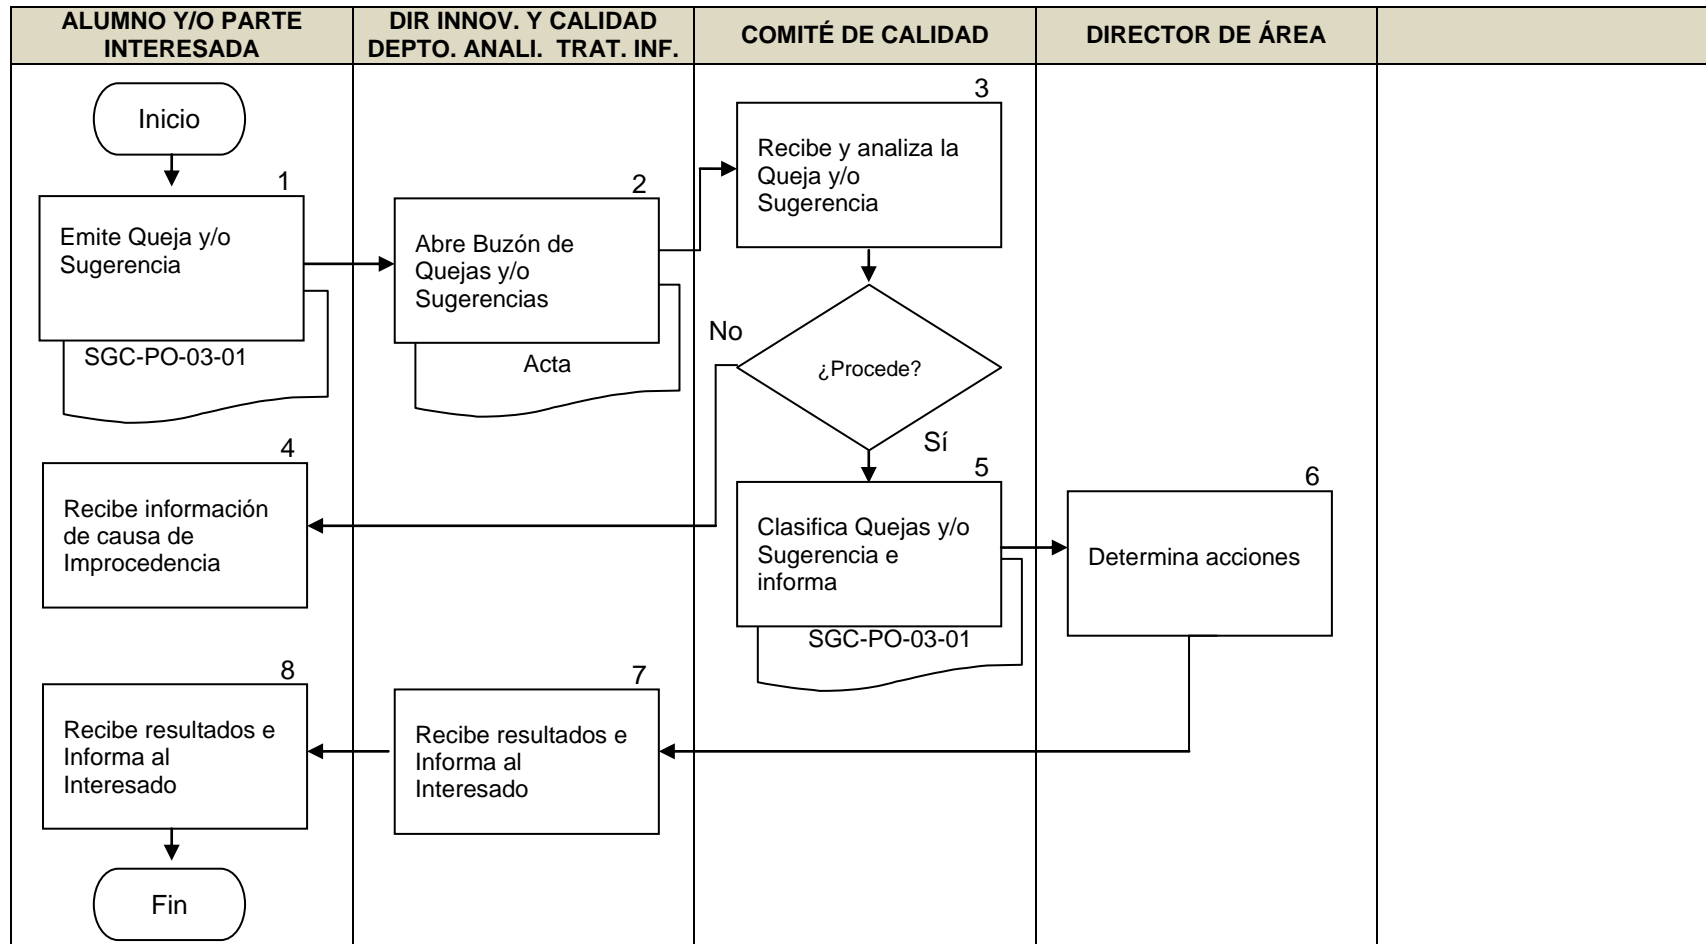 ALUMNO Y/O PARTE
INTERESADA
DIR INNOV. Y CALIDAD
DEPTO. ANALI. TRAT. INF.
COMITÉ DE CALIDAD
DIRECTOR DE ÁREA
Inicio
1
Emite Queja y/o
Sugerencia
SGC-PO-03-01
2
Abre Buzón de
Quejas y/o
Sugerencias
Acta
3
Recibe y analiza la
Queja y/o
Sugerencia
¿Procede?
No
Sí
4
Recibe información
de causa de
Improcedencia
5
Clasifica Quejas y/o
Sugerencia e
informa
SGC-PO-03-01
6
Determina acciones
7
Recibe resultados e
Informa al
Interesado
8
Recibe resultados e
Informa al
Interesado
Fin